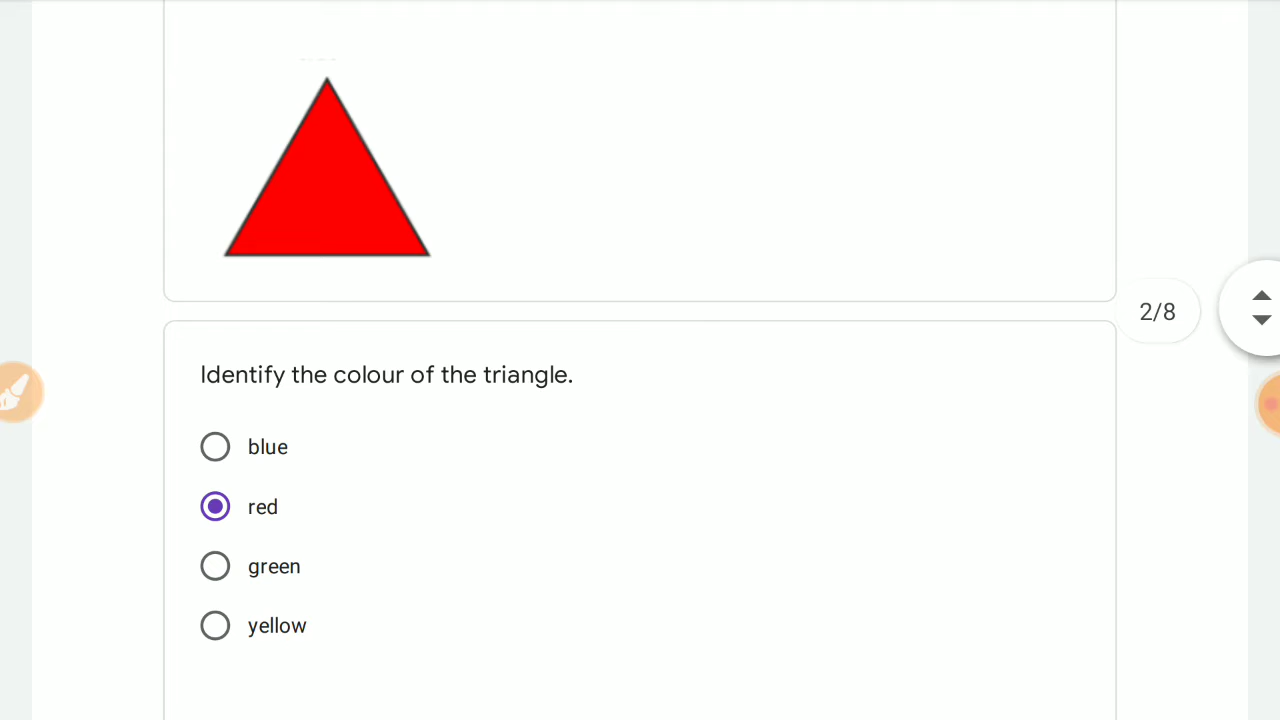 2/8
Identify the colour of the triangle.
blue
red
green
yellow